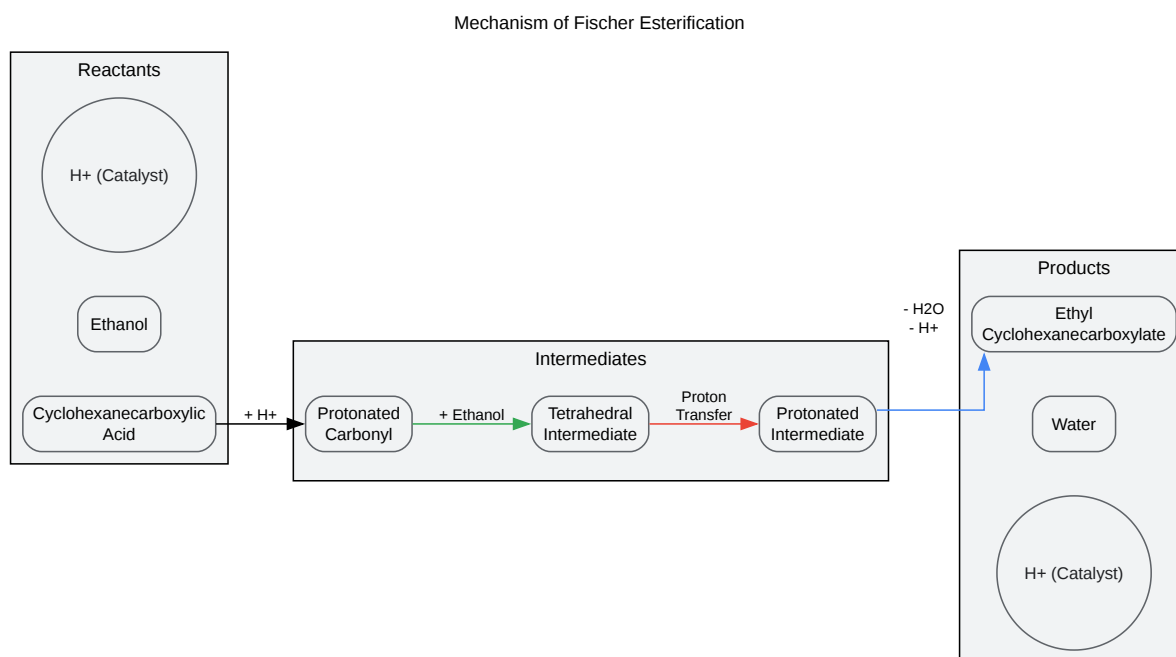 Mechanism of Fischer Esterification
Reactants
H+ (Catalyst)
Ethanol
Cyclohexanecarboxylic
Acid
+ H+
Intermediates
Protonated
Carbonyl
+ Ethanol
Tetrahedral
Intermediate
Proton
Transfer
Protonated
Intermediate
- H2O
- H+
Products
Ethyl
Cyclohexanecarboxylate
Water
H+ (Catalyst)